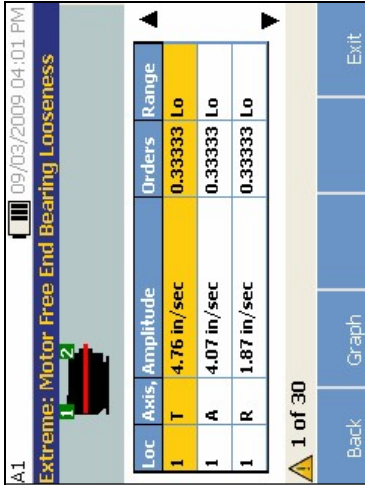 A1 09/03/2009 04:01 PM
Extreme: Motor Free End Bearing Looseness
1 2
Loc Axis, Amplitude Orders Range
1 T 4.76 in/sec 0.33333 Lo
1 A 4.07 in/sec 0.33333 Lo
1 R 1.87 in/sec 0.33333 Lo
1 of 30
Back Graph Exit